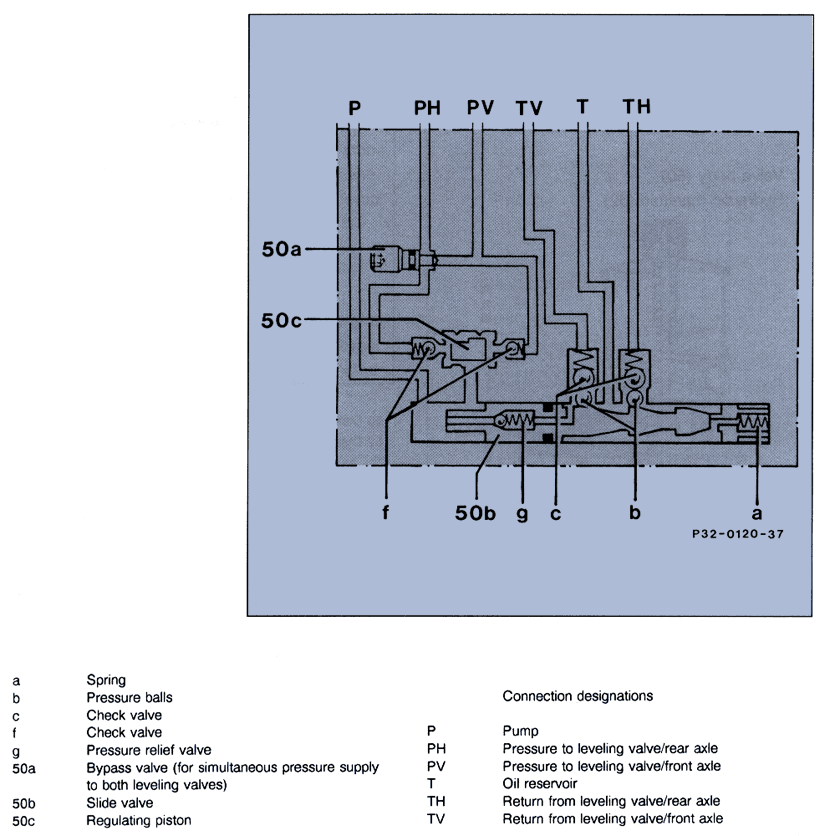 P PH PV TV T TH
50a
50c
f 50b g c b a
P32-0120-37
a Spring
b Pressure balls
c Check valve
f Check valve
g Pressure relief valve
50a Bypass valve (for simultaneous pressure supply
to both leveling valves)
50b Slide valve
50c Regulating piston
Connection designations
P Pump
PH Pressure to leveling valve/rear axle
PV Pressure to leveling valve/front axle
T Oil reservoir
TH Return from leveling valve/rear axle
TV Return from leveling valve/front axle